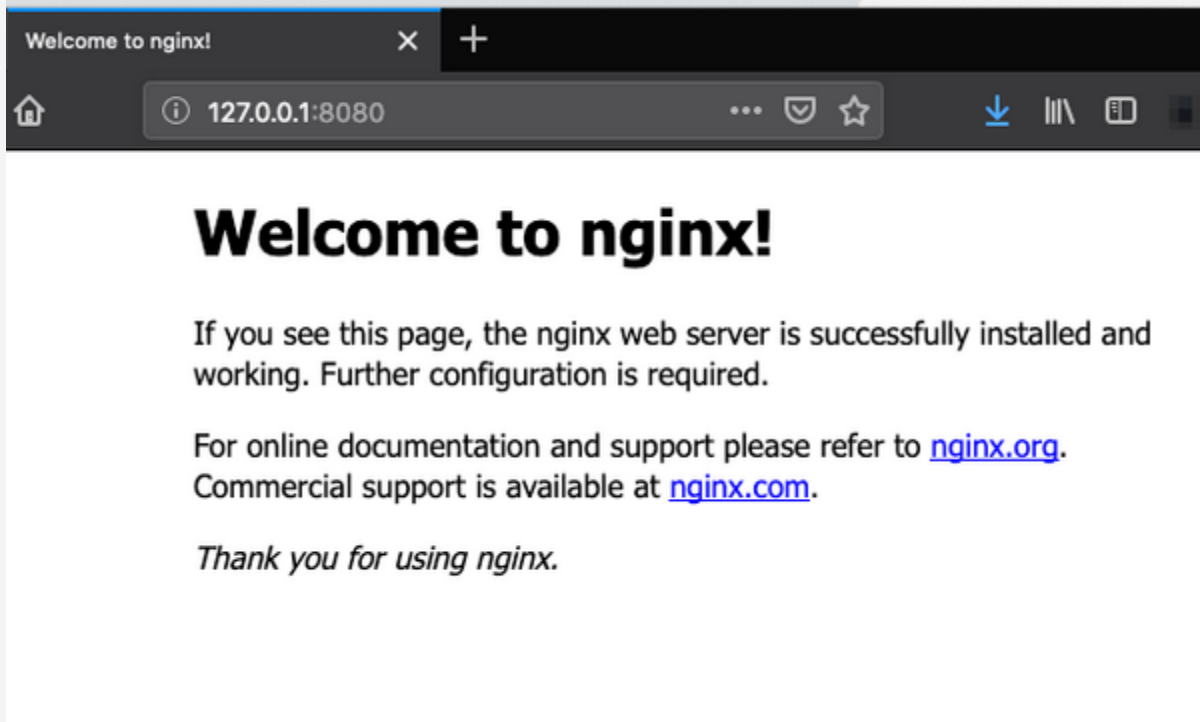 Welcome to nginx!
127.0.0.1:8080
Welcome to nginx!
If you see this page, the nginx web server is successfully installed and
working. Further configuration is required.
For online documentation and support please refer to nginx.org.
Commercial support is available at nginx.com.
Thank you for using nginx.